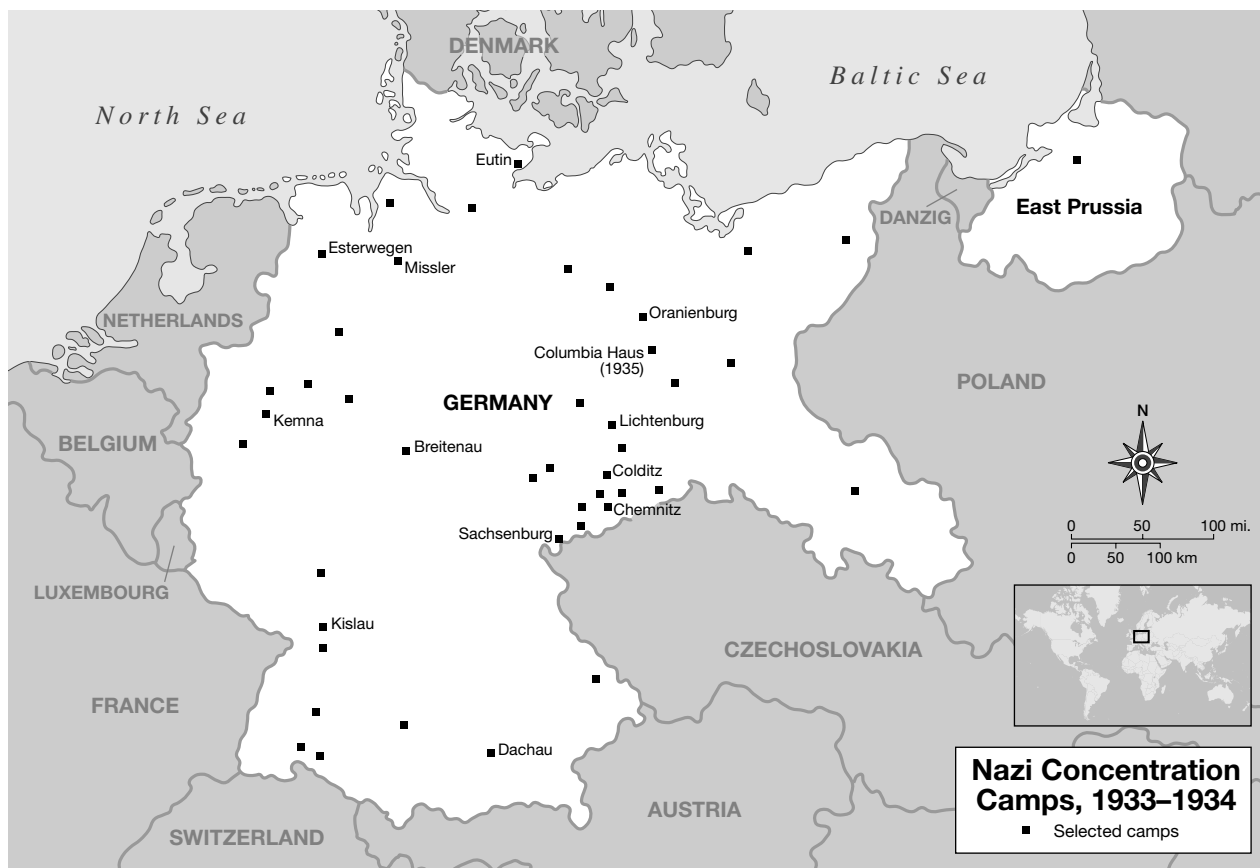 DENMARK
Baltic Sea
North Sea
Eutin
East Prussia
DANZIG
Esterwegen
Missler
NETHERLANDS
Oranienburg
Columbia Haus
(1935)
POLAND
GERMANY
Kemna
Lichtenburg
N
BELGIUM
Breitenau
Colditz
Chemnitz
Sachsenburg
0 50 100 mi.
0 50 100 km
LUXEMBOURG
Kislau
CZECHOSLOVAKIA
FRANCE
Dachau
AUSTRIA
SWITZERLAND
Nazi Concentration
Camps, 1933–1934
Selected camps